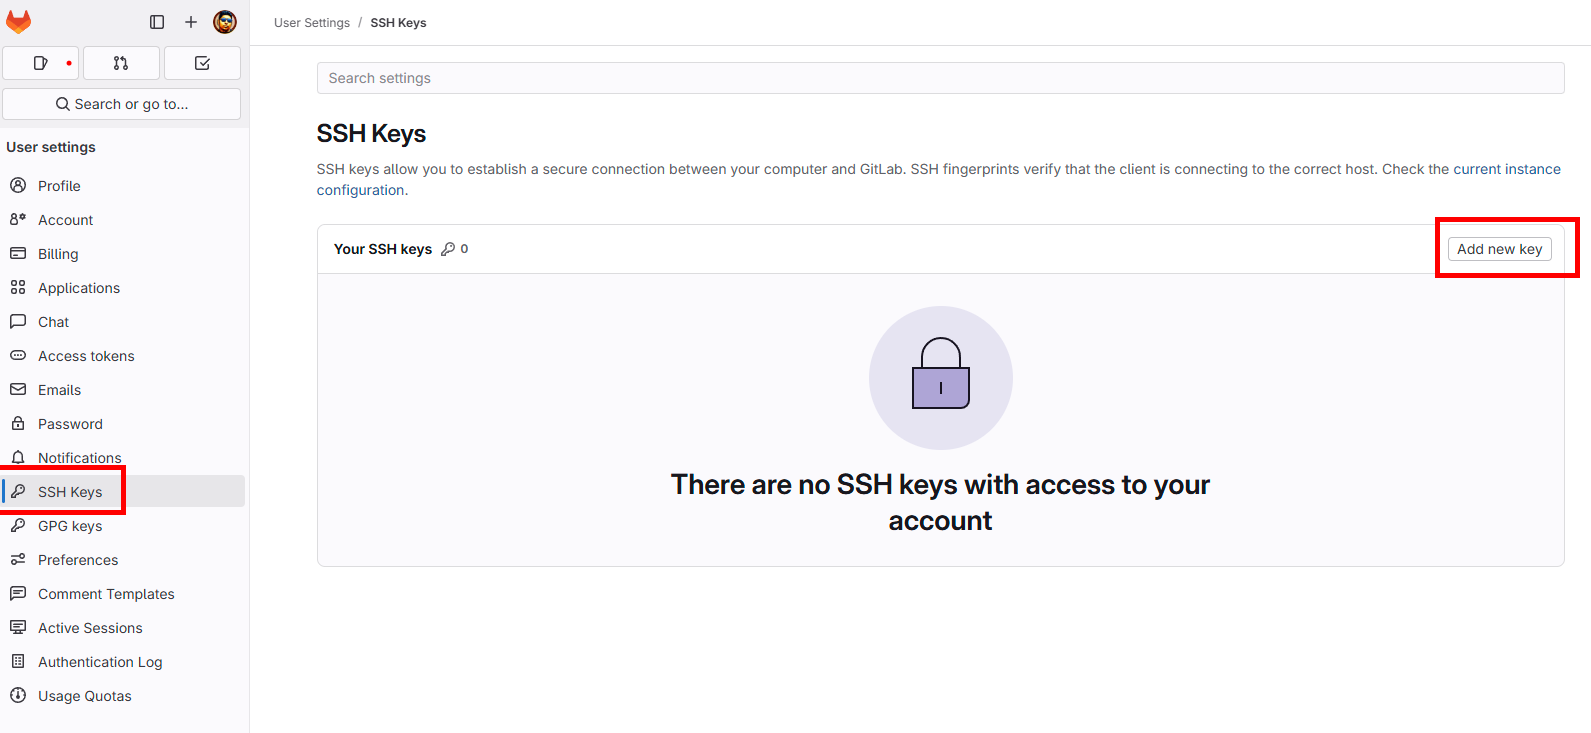 User Settings / SSH Keys
Search or go to...
User settings
Profile
Account
Billing
Applications
Chat
Access tokens
Emails
Password
Notifications
SSH Keys
GPG keys
Preferences
Comment Templates
Active Sessions
Authentication Log
Usage Quotas
Search settings
SSH Keys
SSH keys allow you to establish a secure connection between your computer and GitLab. SSH fingerprints verify that the client is connecting to the correct host. Check the current instance
configuration.
Your SSH keys 0
Add new key
There are no SSH keys with access to your
account